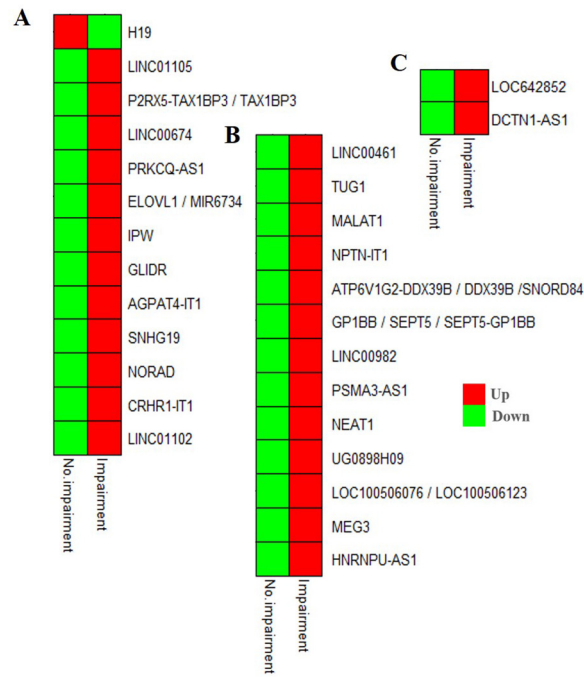 A
H19
LINC01105
P2RX5-TAX1BP3 / TAX1BP3
LINC00674
PRKCQ-AS1
ELOVL1 / MIR6734
IPW
GLIDR
AGPAT4-IT1
SNHG19
NORAD
CRHR1-IT1
LINC01102
No.impairment
Impairment
B
LINC00461
TUG1
MALAT1
NPTN-IT1
ATP6V1G2-DDX39B / DDX39B /SNORD84
GP1BB / SEPT5 / SEPT5-GP1BB
LINC00982
PSMA3-AS1
NEAT1
UG0898H09
LOC100506076 / LOC100506123
MEG3
HNRNPU-AS1
No.impairment
Impairment
C
LOC642852
DCTN1-AS1
No.impairment
Impairment
Up
Down